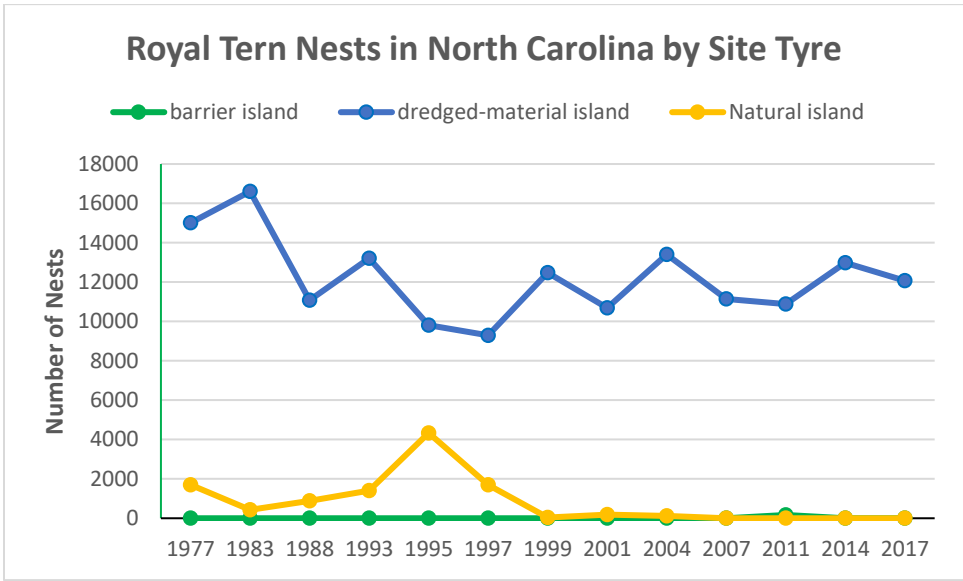 Royal Tern Nests in North Carolina by Site Tyre
barrier island dredged-material island Natural island
18000
16000
14000
12000
10000
8000
6000
4000
2000
0
Number of Nests
1977 1983 1988 1993 1995 1997 1999 2001 2004 2007 2011 2014 2017